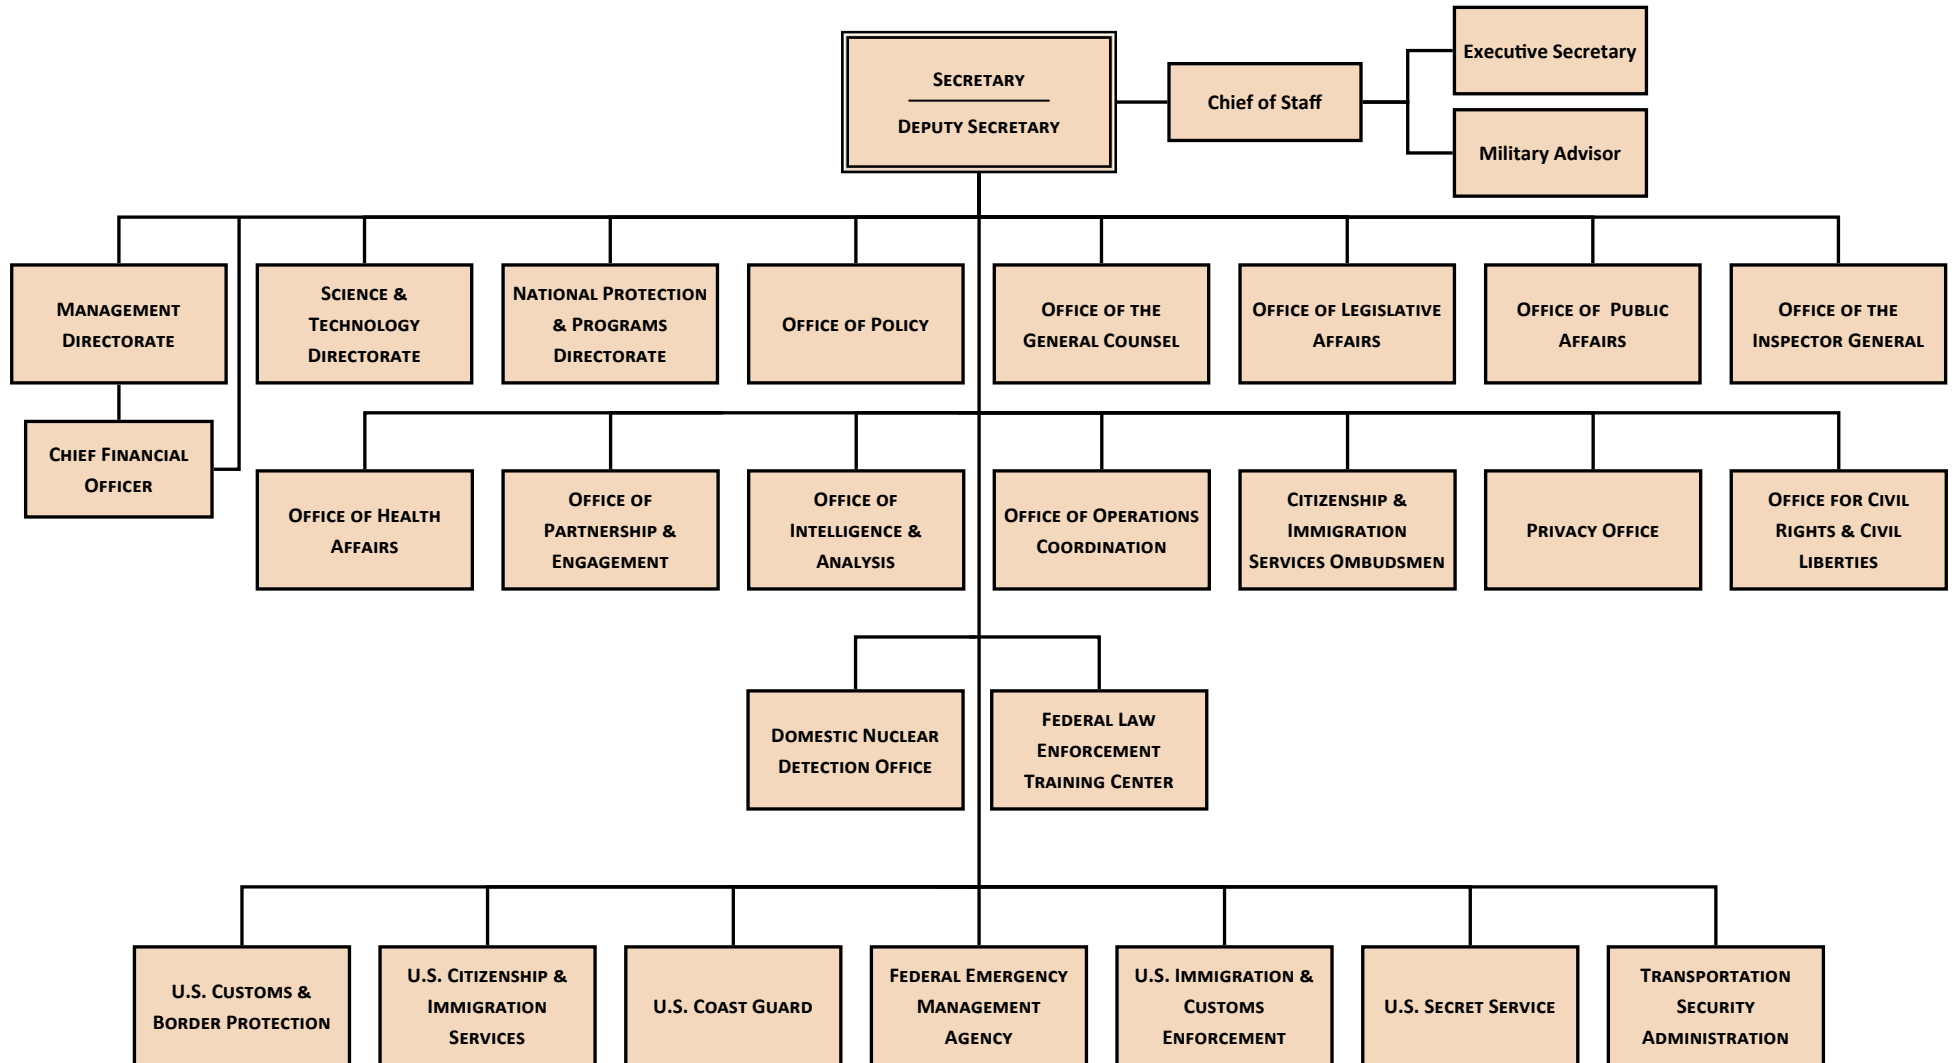 Executive Secretary
SECRETARY
DEPUTY SECRETARY
Chief of Staff
Military Advisor
MANAGEMENT
DIRECTORATE
SCIENCE &
TECHNOLOGY
DIRECTORATE
NATIONAL PROTECTION
& PROGRAMS
DIRECTORATE
OFFICE OF POLICY
OFFICE OF THE
GENERAL COUNSEL
OFFICE OF LEGISLATIVE
AFFAIRS
OFFICE OF PUBLIC
AFFAIRS
OFFICE OF THE
INSPECTOR GENERAL
CHIEF FINANCIAL
OFFICER
OFFICE OF HEALTH
AFFAIRS
OFFICE OF
PARTNERSHIP &
ENGAGEMENT
OFFICE OF
INTELLIGENCE &
ANALYSIS
OFFICE OF OPERATIONS
COORDINATION
CITIZENSHIP &
IMMIGRATION
SERVICES OMBUDSMEN
PRIVACY OFFICE
OFFICE FOR CIVIL
RIGHTS & CIVIL
LIBERTIES
DOMESTIC NUCLEAR
DETECTION OFFICE
FEDERAL LAW
ENFORCEMENT
TRAINING CENTER
U.S. CUSTOMS &
BORDER PROTECTION
U.S. CITIZENSHIP &
IMMIGRATION
SERVICES
U.S. COAST GUARD
FEDERAL EMERGENCY
MANAGEMENT
AGENCY
U.S. IMMIGRATION &
CUSTOMS
ENFORCEMENT
U.S. SECRET SERVICE
TRANSPORTATION
SECURITY
ADMINISTRATION